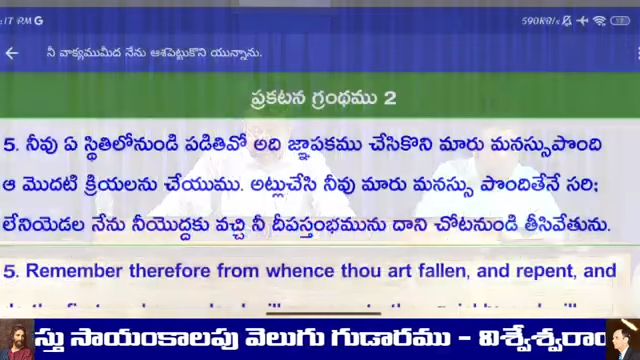 590KB/s
నీ వాక్యముమీద నేను ఆశపెట్టుకొని యున్నాను.
ప్రకటన గ్రంథము 2
5. నీవు ఏ స్థితిలోనుండి పడితివో అది జ్ఞాపకము చేసికొని మారు మనస్సుపొంది
ఆ మొదటి క్రియలను చేయుము. అట్లుచేసి నీవు మారు మనస్సు పొందితేనే సరి;
లేనియెడల నేను నీయొద్దకు వచ్చి నీ దీపస్తంభమును దాని చోటనుండి తీసివేతును.
5. Remember therefore from whence thou art fallen, and repent, and
స్తు సాయంకాలపు వెలుగు గుడారము - విశ్వేశ్వరా